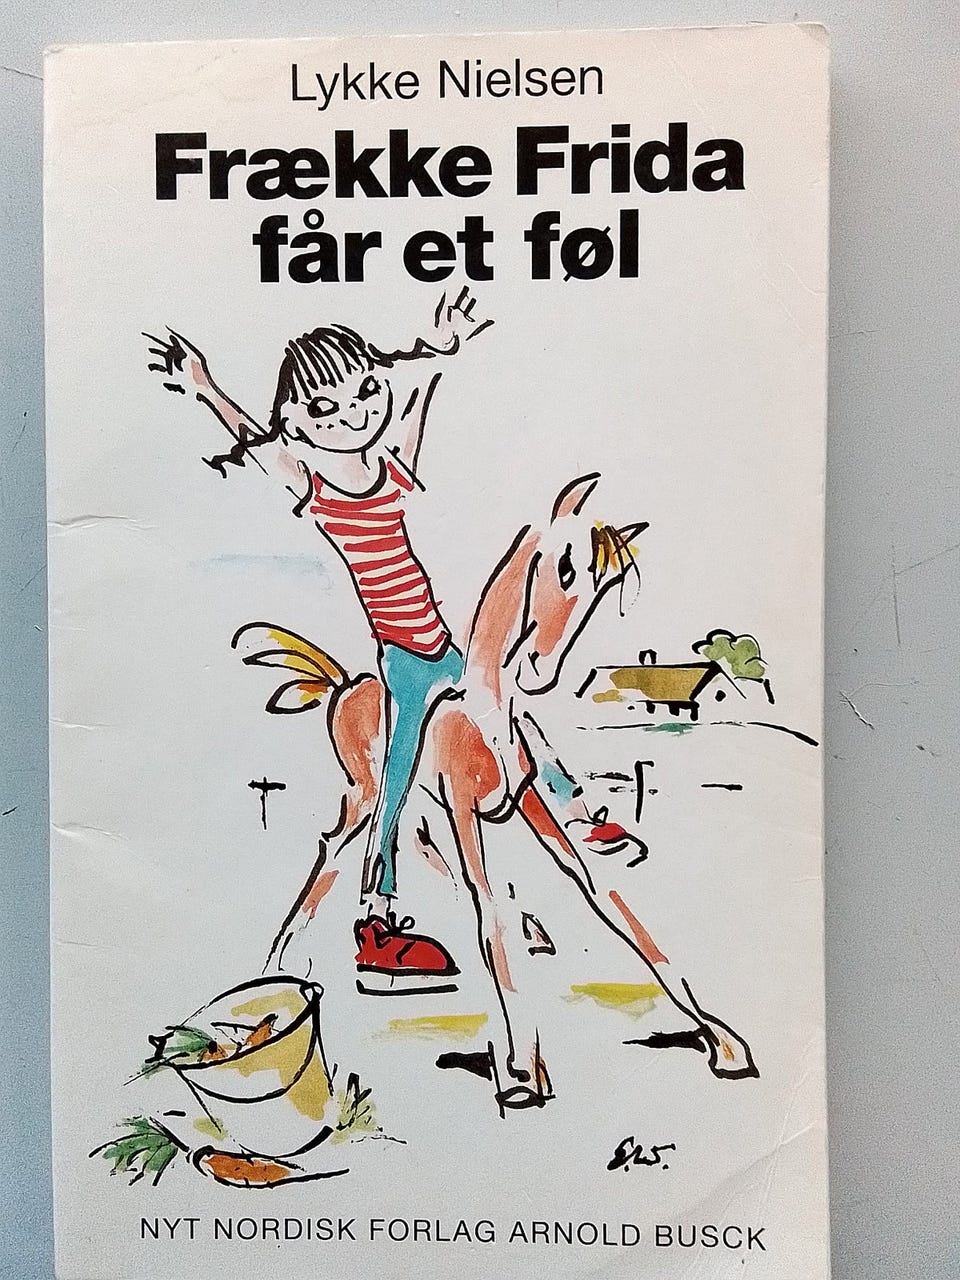 Lykke Nielsen
Frække Frida
får et føl
S.W.
NYT NORDISK FORLAG ARNOLD BUSCK